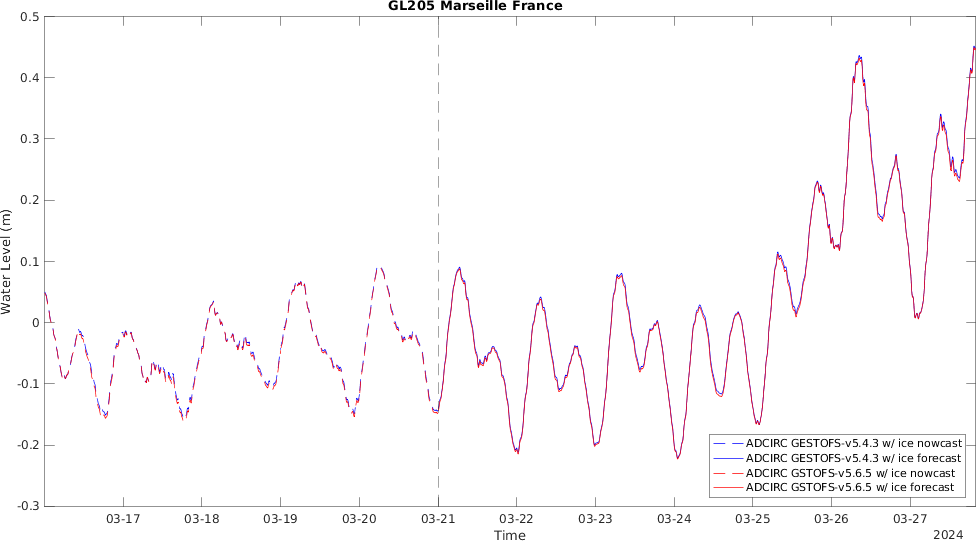 GL205 Marseille France
0.5
0.4
0.3
0.2
0.1
0
-0.1
-0.2
-0.3
Water Level (m)
ADCIRC GESTOFS-v5.4.3 w/ ice nowcast
ADCIRC GESTOFS-v5.4.3 w/ ice forecast
ADCIRC GSTOFS-v5.6.5 w/ ice nowcast
ADCIRC GSTOFS-v5.6.5 w/ ice forecast
03-17 03-18 03-19 03-20 03-21 03-22 03-23 03-24 03-25 03-26 03-27
Time
2024